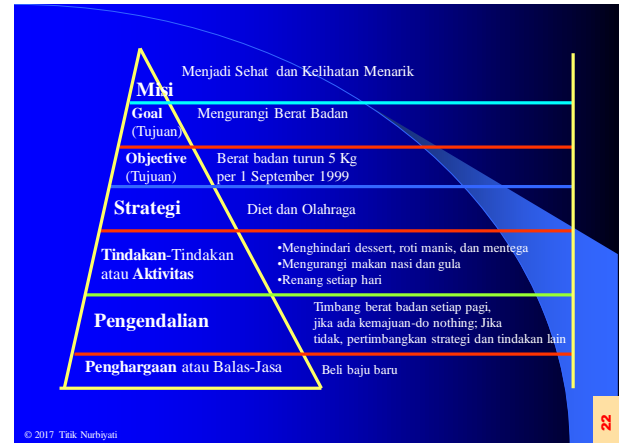 Menjadi Sehat dan Kelihatan Menarik
Misi
Goal
(Tujuan)
Mengurangi Berat Badan
Objective
(Tujuan)
Berat badan turun 5 Kg
per 1 September 1999
Strategi
Diet dan Olahraga
Tindakan-Tindakan
atau Aktivitas
•Menghindari dessert, roti manis, dan mentega
•Mengurangi makan nasi dan gula
•Renang setiap hari
Pengendalian
Timbang berat badan setiap pagi,
jika ada kemajuan-do nothing; Jika
tidak, pertimbangkan strategi dan tindakan lain
Penghargaan atau Balas-Jasa
Beli baju baru
© 2017 Titik Nurbiyati
22